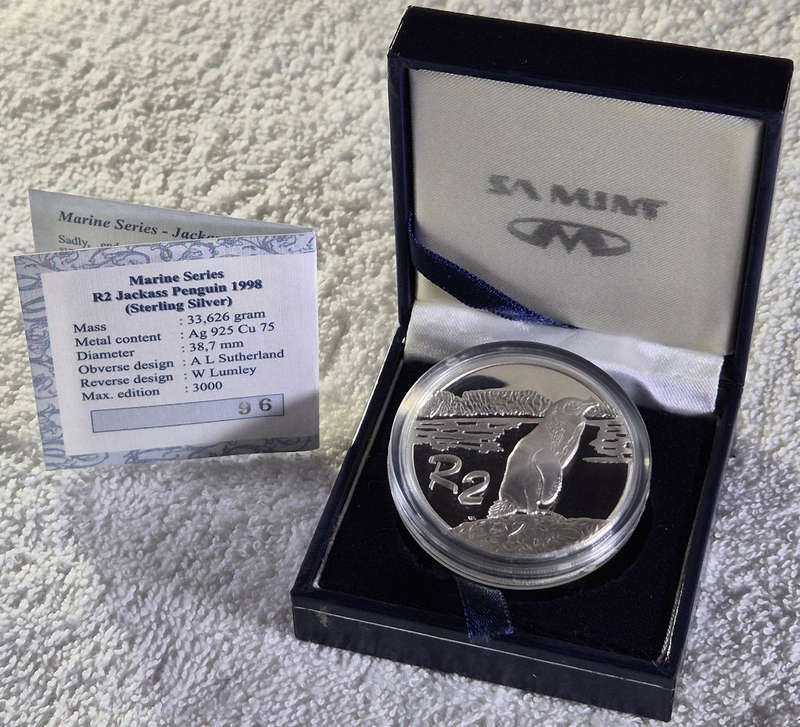 Marine Series - Jacka
Sadly,
Marine Series
R2 Jackass Penguin 1998
(Sterling Silver)
Mass : 33,626 gram
Metal content : Ag 925 Cu 75
Diameter : 38,7 mm
Obverse design : A L Sutherland
Reverse design : W Lumley
Max. edition : 3000
96
SA MINT
R2